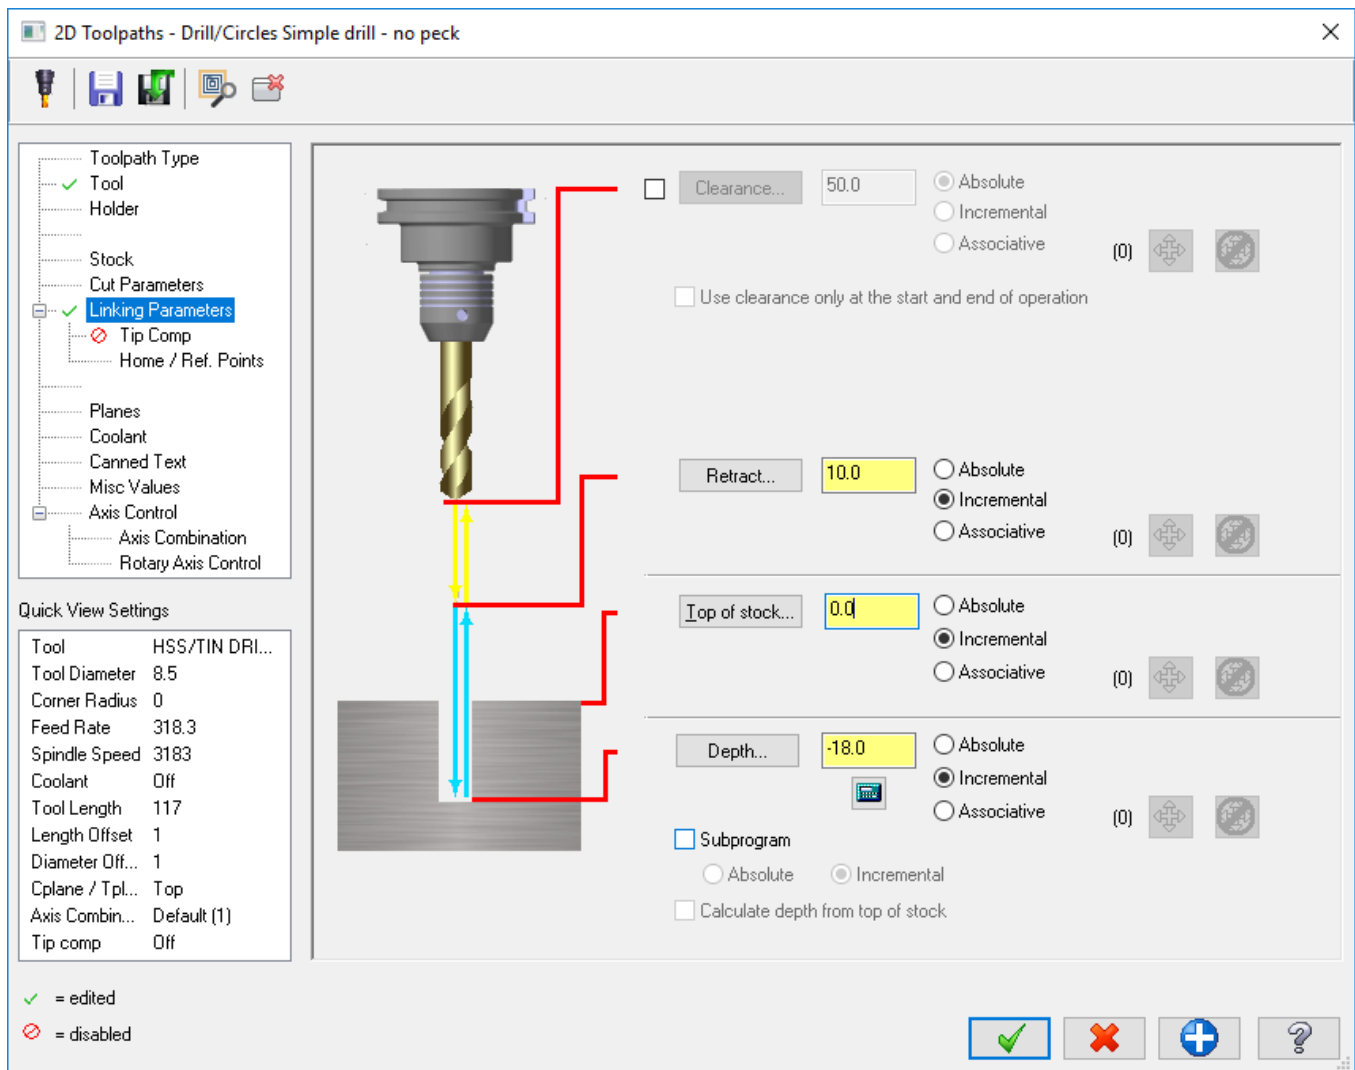 2D Toolpaths - Drill/Circles Simple drill - no peck
Toolpath Type
Tool
Holder
Stock
Cut Parameters
Linking Parameters
Tip Comp
Home / Ref. Points
Planes
Coolant
Canned Text
Misc Values
Axis Control
Axis Combination
Rotary Axis Control
Quick View Settings
Tool HSS/TIN DRI...
Tool Diameter 8.5
Corner Radius 0
Feed Rate 318.3
Spindle Speed 3183
Coolant Off
Tool Length 117
Length Offset 1
Diameter Off... 1
Cplane / Tpl... Top
Axis Combin... Default (1)
Tip comp Off
= edited
= disabled
Clearance... 50.0 Absolute
Incremental
Associative (0)
Use clearance only at the start and end of operation
Retract... 10.0 Absolute
Incremental
Associative (0)
Top of stock... 0.0 Absolute
Incremental
Associative (0)
Depth... -18.0 Absolute
Incremental
Associative (0)
Subprogram
Absolute Incremental
Calculate depth from top of stock